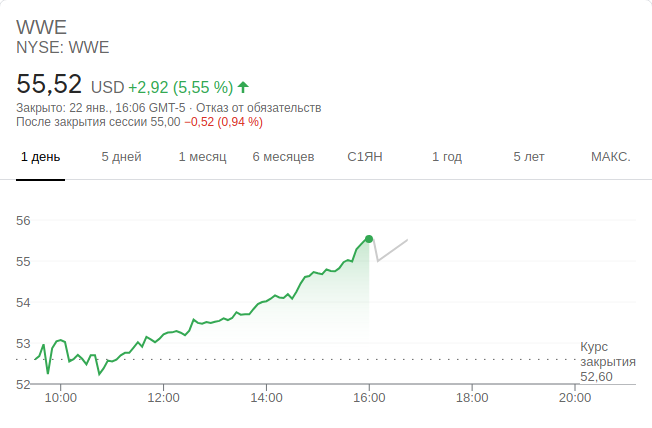 WWE
NYSE: WWE
55,52 USD +2,92 (5,55 %)
Закрыто: 22 янв., 16:06 GMT-5 · Отказ от обязательств
После закрытия сессии 55,00 −0,52 (0,94 %)
1 день 5 дней 1 месяц 6 месяцев С1ЯН 1 год 5 лет МАКС.
56
55
54
53
52
Курс
закрытия
52,60
10:00 12:00 14:00 16:00 18:00 20:00